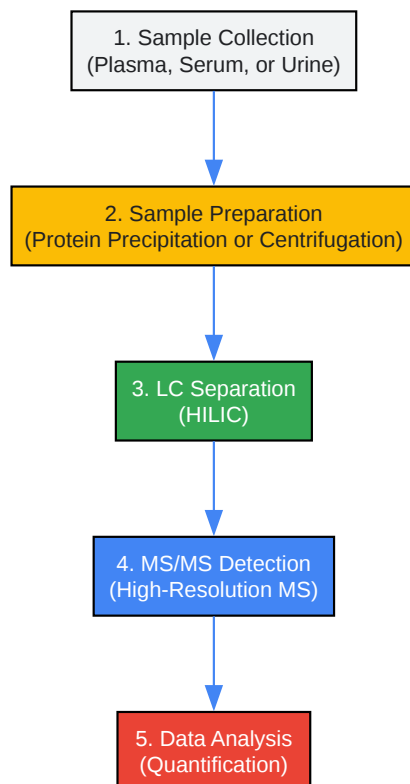 1. Sample Collection
(Plasma, Serum, or Urine)
2. Sample Preparation
(Protein Precipitation or Centrifugation)
3. LC Separation
(HILIC)
4. MS/MS Detection
(High-Resolution MS)
5. Data Analysis
(Quantification)